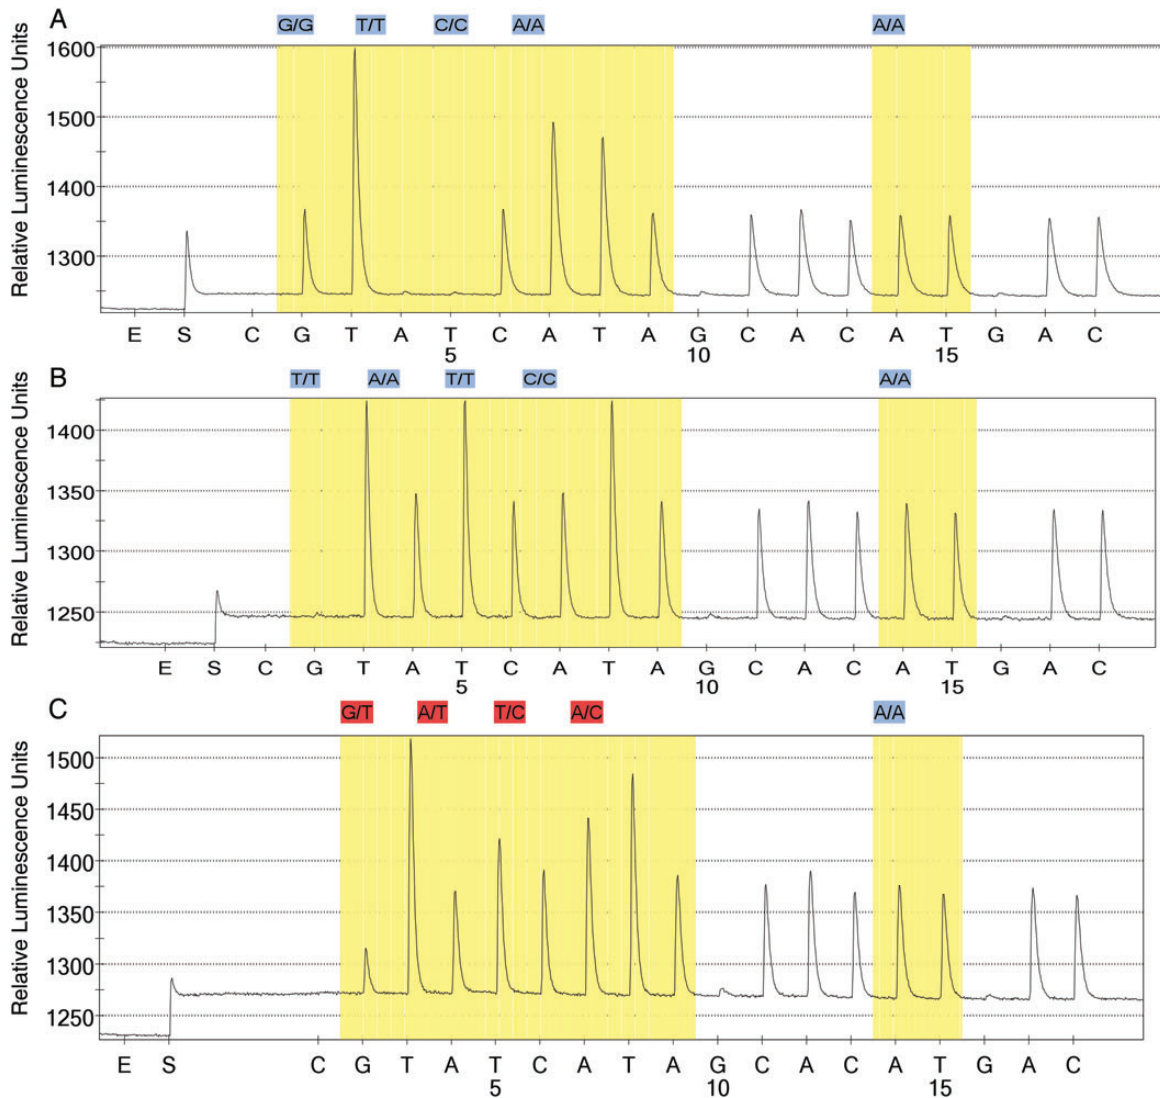 A
G/G T/T C/C A/A A/A
Relative Luminescence Units
1600
1500
1400
1300
E S C G T A T C A T A G C A C A T G A C
5 10 15
B
T/T A/A T/T C/C A/A
Relative Luminescence Units
1400
1350
1300
1250
E S C G T A T C A T A G C A C A T G A C
5 10 15
C
G/T A/T T/C A/C A/A
Relative Luminescence Units
1500
1450
1400
1350
1300
1250
E S C G T A T C A T A G C A C A T G A C
5 10 15